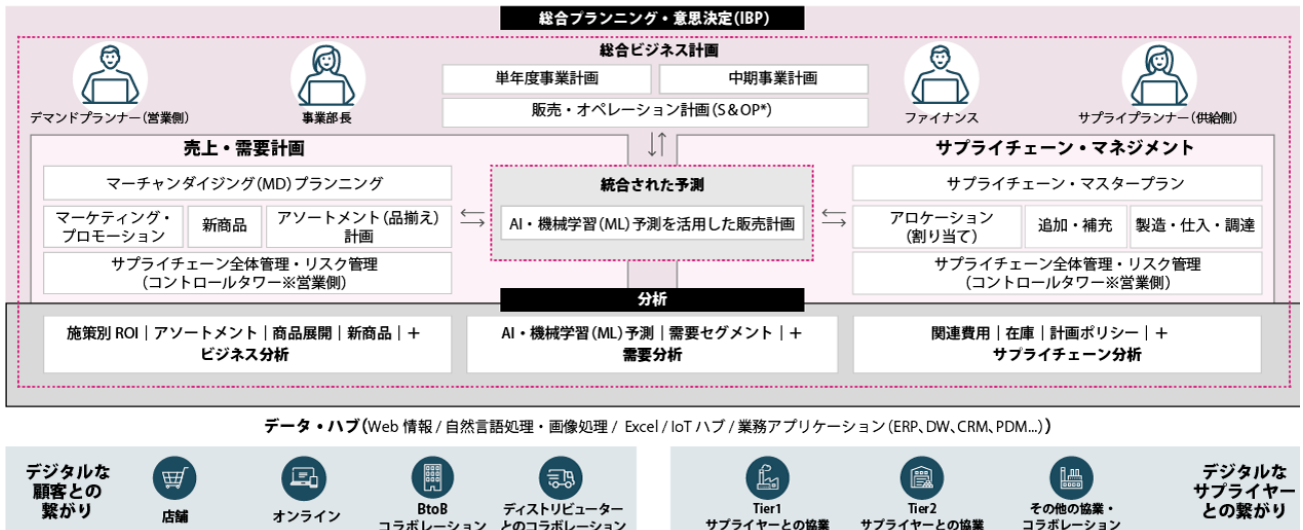 総合プランニング・意思決定(IBP)
総合ビジネス計画
単年度事業計画
中期事業計画
販売・オペレーション計画(S&OP*)
デマンドプランナー(営業側)
事業部長
ファイナンス
サプライプランナー(供給側)
売上・需要計画
マーチャンダイジング(MD)プランニング
マーケティング・
プロモーション
新商品
アソートメント(品揃え)
計画
サプライチェーン全体管理・リスク管理
(コントロールタワー※営業側)
統合された予測
AI・機械学習(ML)予測を活用した販売計画
サプライチェーン・マネジメント
サプライチェーン・マスタープラン
アロケーション
(割り当て)
追加・補充
製造・仕入・調達
サプライチェーン全体管理・リスク管理
(コントロールタワー※営業側)
分析
施策別 ROI | アソートメント | 商品展開 | 新商品 | +
ビジネス分析
AI・機械学習(ML)予測 | 需要セグメント | +
需要分析
関連費用 | 在庫 | 計画ポリシー | +
サプライチェーン分析
データ・ハブ(Web 情報 / 自然言語処理・画像処理 / Excel / IoT ハブ / 業務アプリケーション(ERP、DW、CRM、PDM...))
デジタルな
顧客との
繋がり
店舗
オンライン
BtoB
コラボレーション
ディストリビューター
とのコラボレーション
Tier1
サプライヤーとの協業
Tier2
サプライヤーとの協業
その他の協業・
コラボレーション
デジタルな
サプライヤー
との繋がり